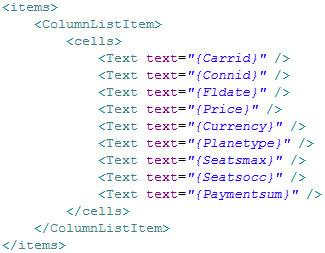 <items>
    <ColumnListItem>
        <cells>
            <Text text="{Carrid}" />
            <Text text="{Connid}" />
            <Text text="{Fldate}" />
            <Text text="{Price}" />
            <Text text="{Currency}" />
            <Text text="{Planetype}" />
            <Text text="{Seatsmax}" />
            <Text text="{Seatsocc}" />
            <Text text="{Paymentsum}" />
        </cells>
    </ColumnListItem>
</items>